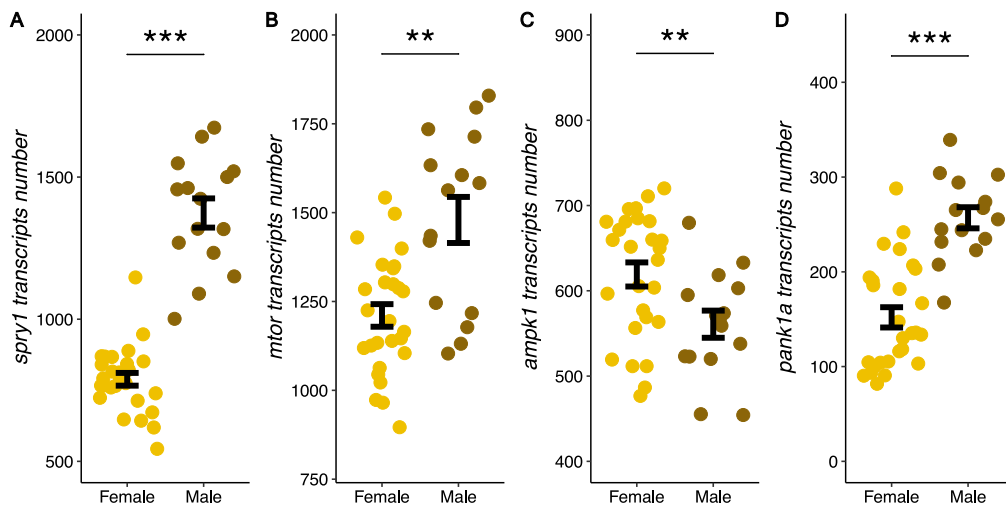 A
spry1 transcripts number
2000
1500
1000
500
***
Female
Male
B
mtor transcripts number
2000
1750
1500
1250
1000
750
**
Female
Male
C
ampk1 transcripts number
900
800
700
600
500
400
**
Female
Male
D
pank1a transcripts number
400
300
200
100
0
***
Female
Male